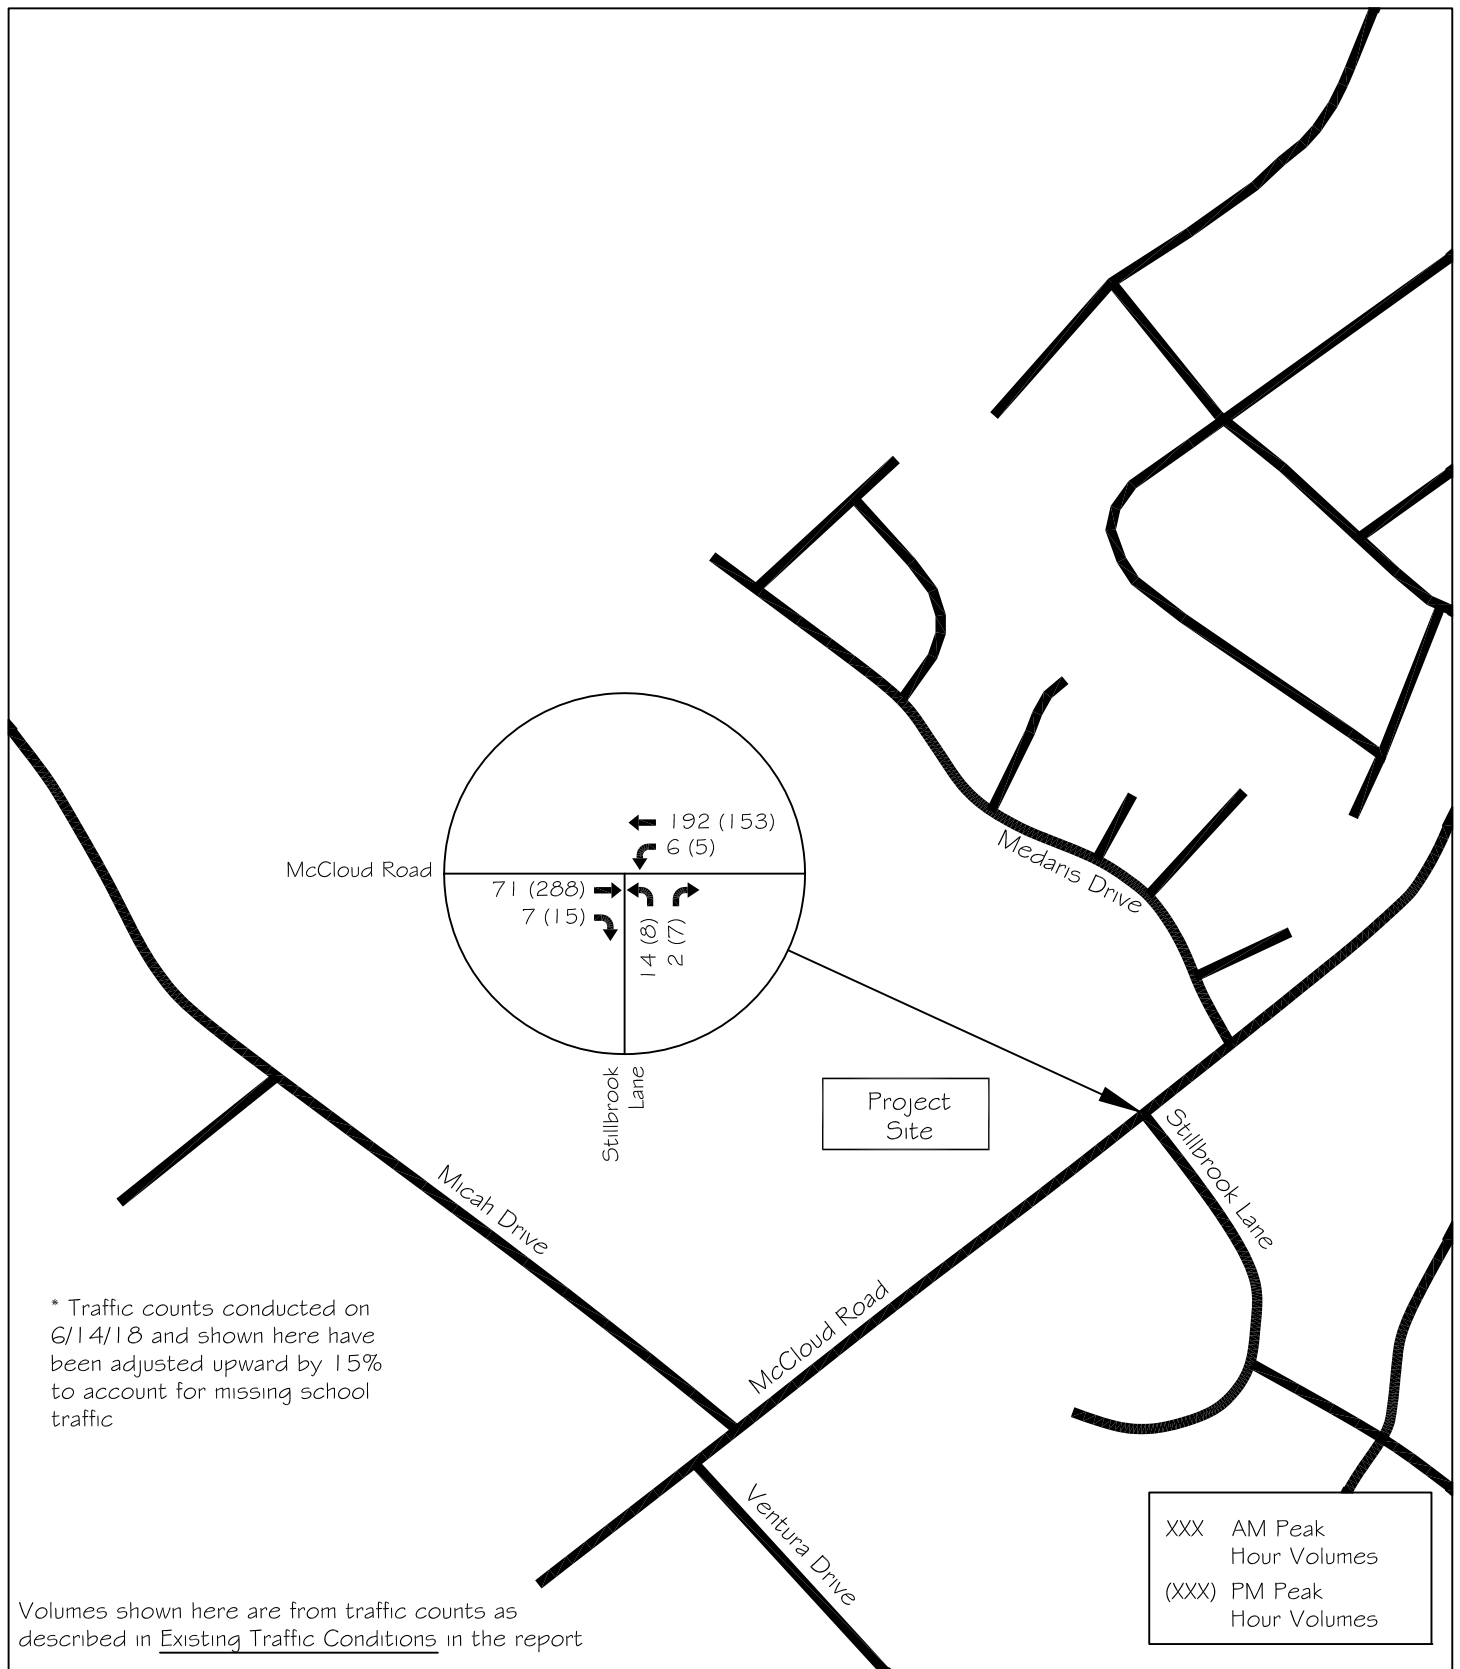 192 (153)
6 (5)
McCloud Road
71 (288)
7 (15)
14 (8)
2 (7)
Stillbrook
Lane
Medaris Drive
Project
Site
Stillbrook Lane
Micah Drive
McCloud Road
Ventura Drive
* Traffic counts conducted on
6/14/18 and shown here have
been adjusted upward by 15%
to account for missing school
traffic
XXX AM Peak
Hour Volumes
(XXX) PM Peak
Hour Volumes
Volumes shown here are from traffic counts as
described in Existing Traffic Conditions in the report